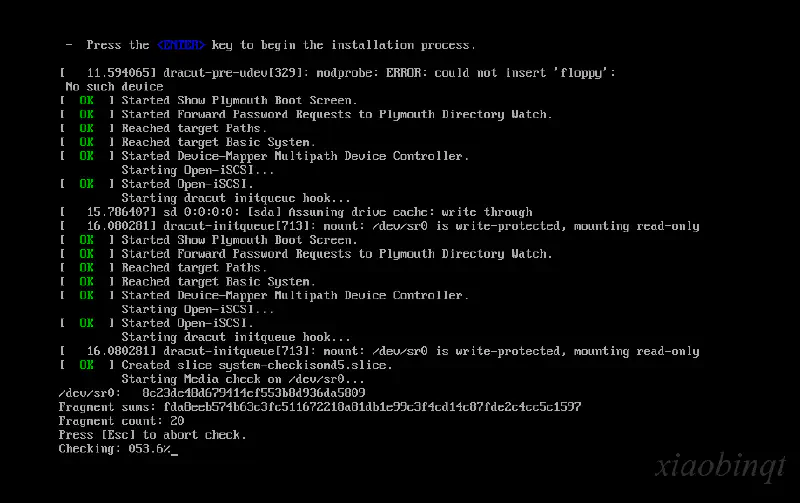 - Press the <ENTER> key to begin the installation process.
[ 11.594065] dracut-pre-udev[329]: modprobe: ERROR: could not insert 'floppy':
No such device
[ OK ] Started Show Plymouth Boot Screen.
[ OK ] Started Forward Password Requests to Plymouth Directory Watch.
[ OK ] Reached target Paths.
[ OK ] Reached target Basic System.
[ OK ] Started Device-Mapper Multipath Device Controller.
Starting Open-iSCSI...
[ OK ] Started Open-iSCSI.
Starting dracut initqueue hook...
[ 15.786407] sd 0:0:0:0: [sda] Assuming drive cache: write through
[ 16.080281] dracut-initqueue[713]: mount: /dev/sr0 is write-protected, mounting read-only
[ OK ] Started Show Plymouth Boot Screen.
[ OK ] Started Forward Password Requests to Plymouth Directory Watch.
[ OK ] Reached target Paths.
[ OK ] Reached target Basic System.
[ OK ] Started Device-Mapper Multipath Device Controller.
Starting Open-iSCSI...
[ OK ] Started Open-iSCSI.
Starting dracut initqueue hook...
[ 16.080281] dracut-initqueue[713]: mount: /dev/sr0 is write-protected, mounting read-only
[ OK ] Created slice system-checkisomd5.slice.
Starting Media check on /dev/sr0...
/dev/sr0: 8c23de48d679414ef553b8d936da5809
Fragment sums: fda8eeb574b63c3fc511672218a81db1e99c3f4cd14c87fde2c4cc5c1597
Fragment count: 20
Press [Esc] to abort check.
Checking: 053.6%_
xiaobinqt